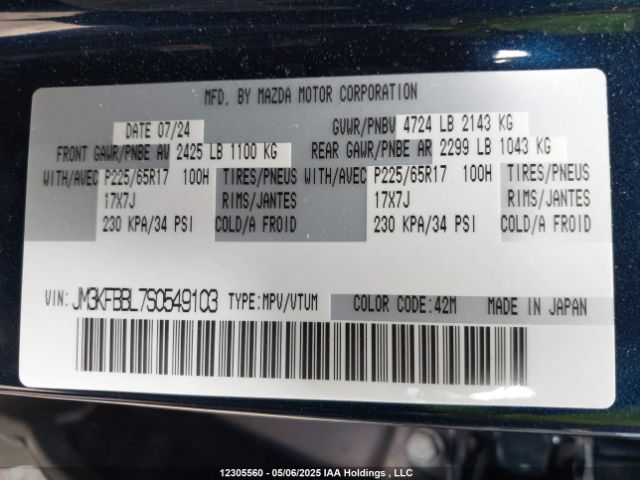 MFD. BY MAZDA MOTOR CORPORATION
DATE 07/24 GVWR/PNBV 4724 LB 2143 KG
FRONT GAWR/PNBE AV 2425 LB 1100 KG REAR GAWR/PNBE AR 2299 LB 1043 KG
WITH/AVEC P225/65R17 100H TIRES/PNEUS WITH/AVEC P225/65R17 100H TIRES/PNEUS
17X7J RIMS/JANTES 17X7J RIMS/JANTES
230 KPA/34 PSI COLD/A FROID 230 KPA/34 PSI COLD/A FROID
VIN: JM3KFBBL7S0549103 TYPE:MPV/VTUM COLOR CODE:42M MADE IN JAPAN
12305560 - 05/06/2025 IAA Holdings , LLC